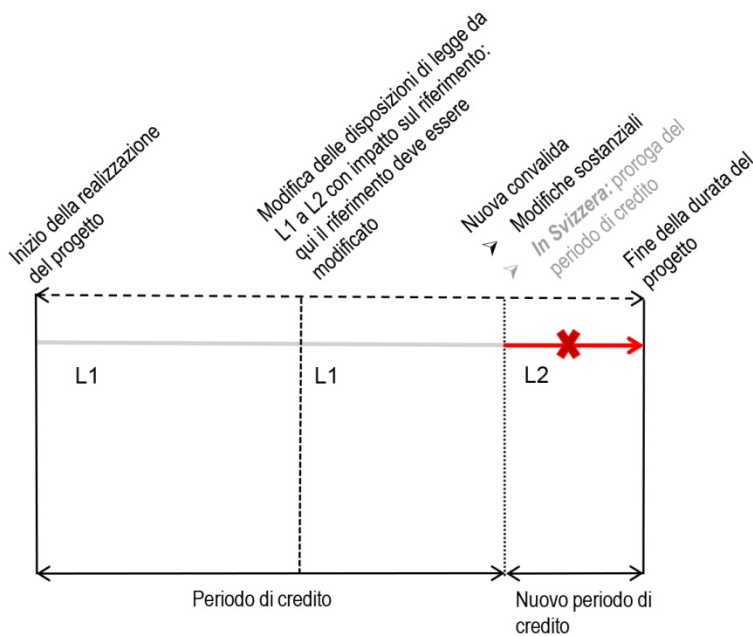 Inizio della realizzazione
del progetto
Modifica delle disposizioni di legge da
L1 a L2 con impatto sul riferimento:
qui il riferimento deve essere
modificato
Nuova convalida
➢ Modifiche sostanziali
➢ In Svizzera: proroga del
periodo di credito
Fine della durata del
progetto
L1
L1
L2
Periodo di credito
Nuovo periodo di
credito